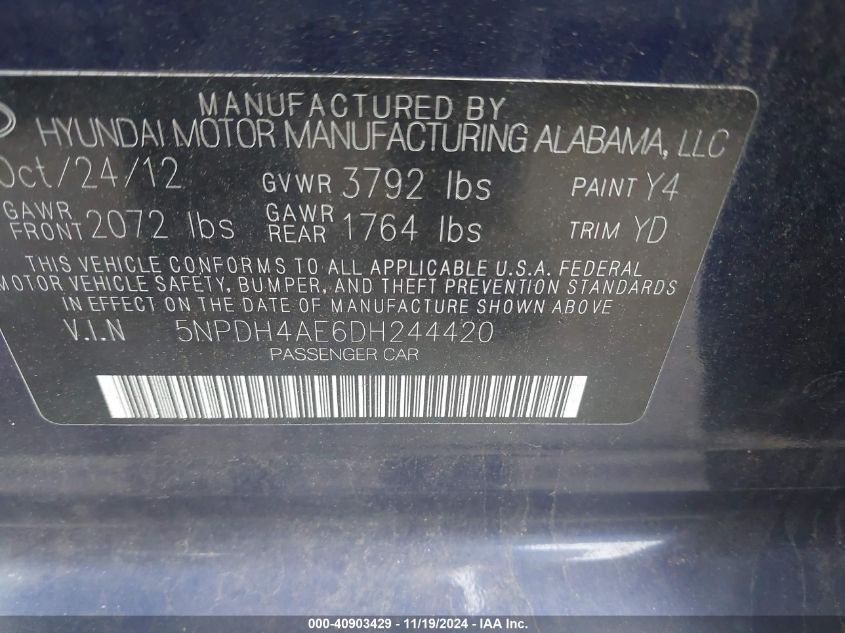 MANUFACTURED BY
HYUNDAI MOTOR MANUFACTURING ALABAMA, LLC
Oct/24/12 GVWR 3792 lbs PAINT Y4
GAWR FRONT 2072 lbs GAWR REAR 1764 lbs TRIM YD
THIS VEHICLE CONFORMS TO ALL APPLICABLE U.S.A. FEDERAL
MOTOR VEHICLE SAFETY, BUMPER, AND THEFT PREVENTION STANDARDS
IN EFFECT ON THE DATE OF MANUFACTURE SHOWN ABOVE
V.I.N 5NPDH4AE6DH244420
PASSENGER CAR
000-40903429 - 11/19/2024 - IAA Inc.